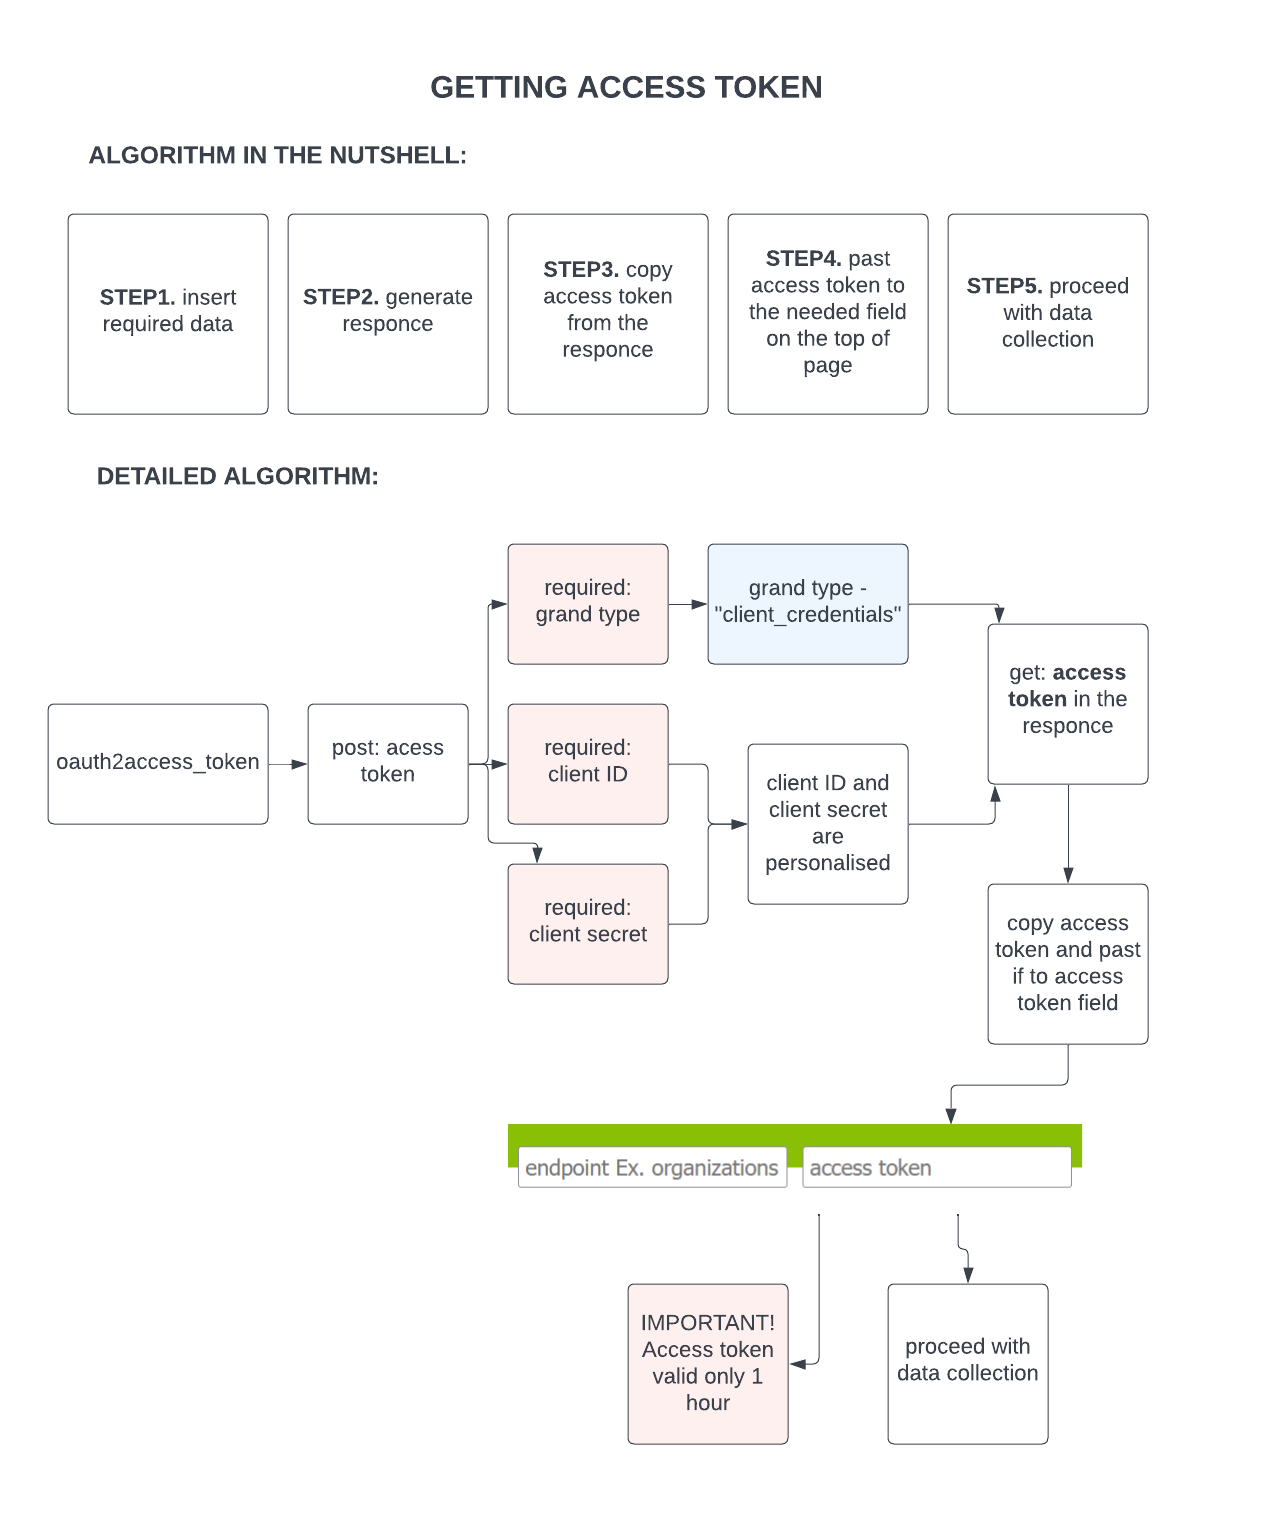 GETTING ACCESS TOKEN
ALGORITHM IN THE NUTSHELL:
STEP1. insert
required data
STEP2. generate
responce
STEP3. copy
access token
from the
responce
STEP4. past
access token to
the needed field
on the top of
page
STEP5. proceed
with data
collection
DETAILED ALGORITHM:
oauth2access_token
post: acess
token
required:
grand type
grand type -
"client_credentials"
required:
client ID
required:
client secret
client ID and
client secret
are
personalised
get: access
token in the
responce
copy access
token and past
if to access
token field
endpoint Ex. organizations
access token
IMPORTANT!
Access token
valid only 1
hour
proceed with
data collection